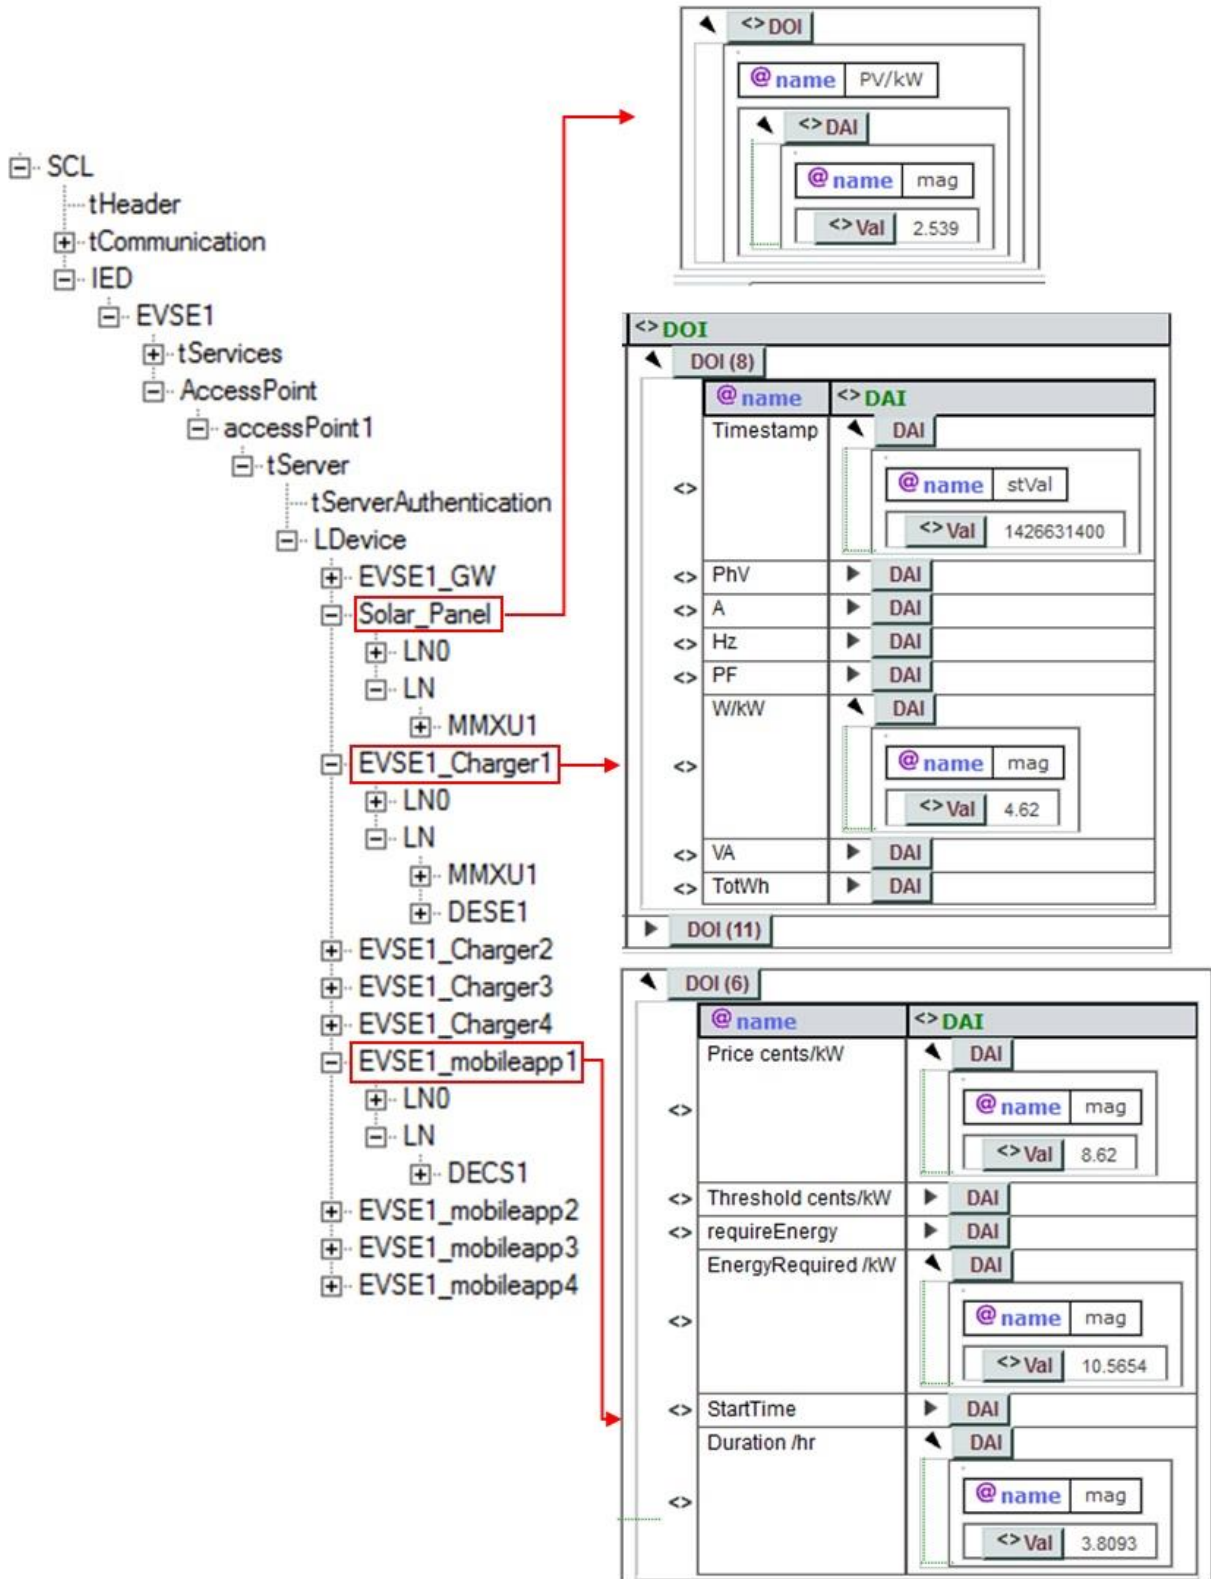 SCL
tHeader
tCommunication
IED
EVSE1
tServices
AccessPoint
accessPoint1
tServer
tServerAuthentication
LDevice
EVSE1_GW
Solar_Panel
LN0
LN
MMXU1
EVSE1_Charger1
LN0
LN
MMXU1
DESE1
EVSE1_Charger2
EVSE1_Charger3
EVSE1_Charger4
EVSE1_mobileapp1
LN0
LN
DECS1
EVSE1_mobileapp2
EVSE1_mobileapp3
EVSE1_mobileapp4
<> DOI
@ name PV/kW
<> DAI
@ name mag
<> Val 2.539
<> DOI
DOI (8)
@ name <> DAI
Timestamp DAI
<> @ name stVal
<> Val 1426631400
<> PhV DAI
<> A DAI
<> Hz DAI
<> PF DAI
W/kW DAI
<> @ name mag
<> Val 4.62
<> VA DAI
<> TotWh DAI
DOI (11)
DOI (6)
@ name <> DAI
Price cents/kW DAI
<> @ name mag
<> Val 8.62
<> Threshold cents/kW DAI
<> requireEnergy DAI
EnergyRequired /kW DAI
<> @ name mag
<> Val 10.5654
<> StartTime DAI
Duration /hr DAI
<> @ name mag
<> Val 3.8093